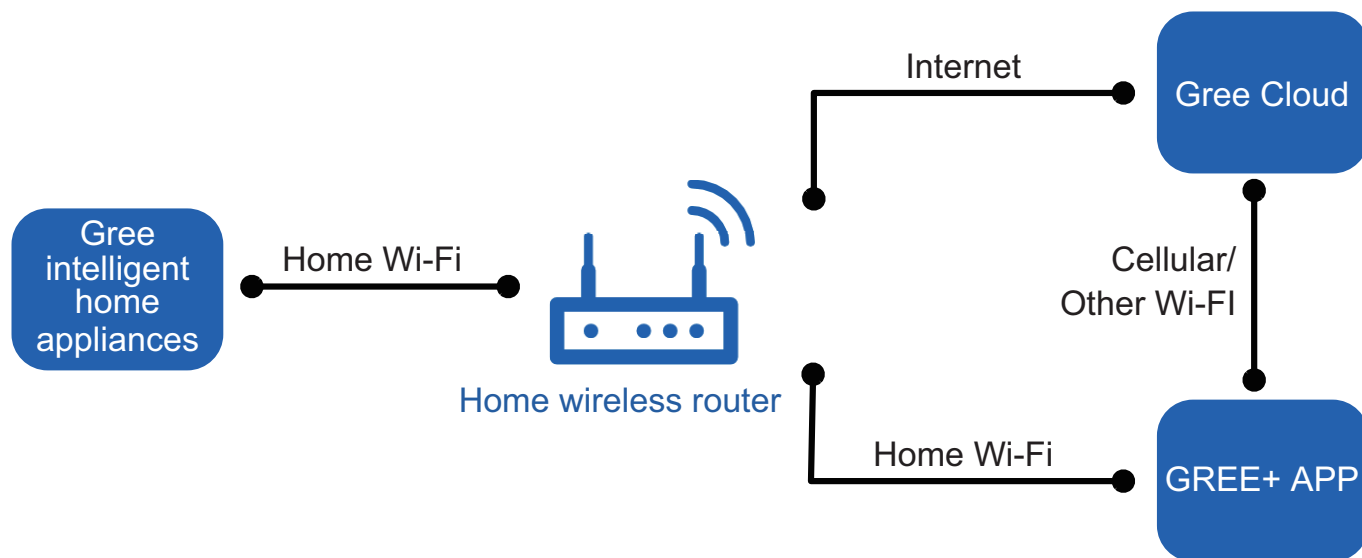 Internet
Gree Cloud
Gree
intelligent
home
appliances
Home Wi-Fi
Cellular/
Other Wi-FI
Home wireless router
Home Wi-Fi
GREE+ APP